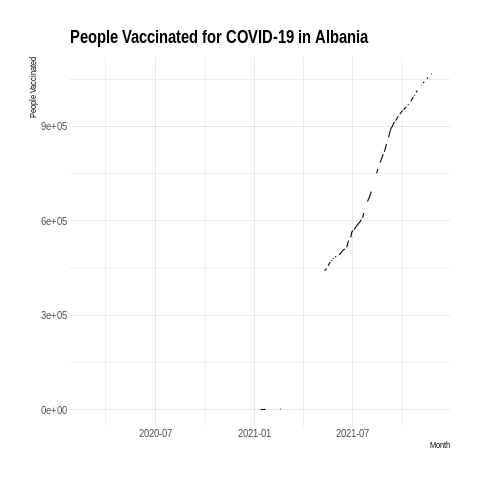 People Vaccinated for COVID-19 in Albania
People Vaccinated
9e+05
6e+05
3e+05
0e+00
2020-07
2021-01
2021-07
Month